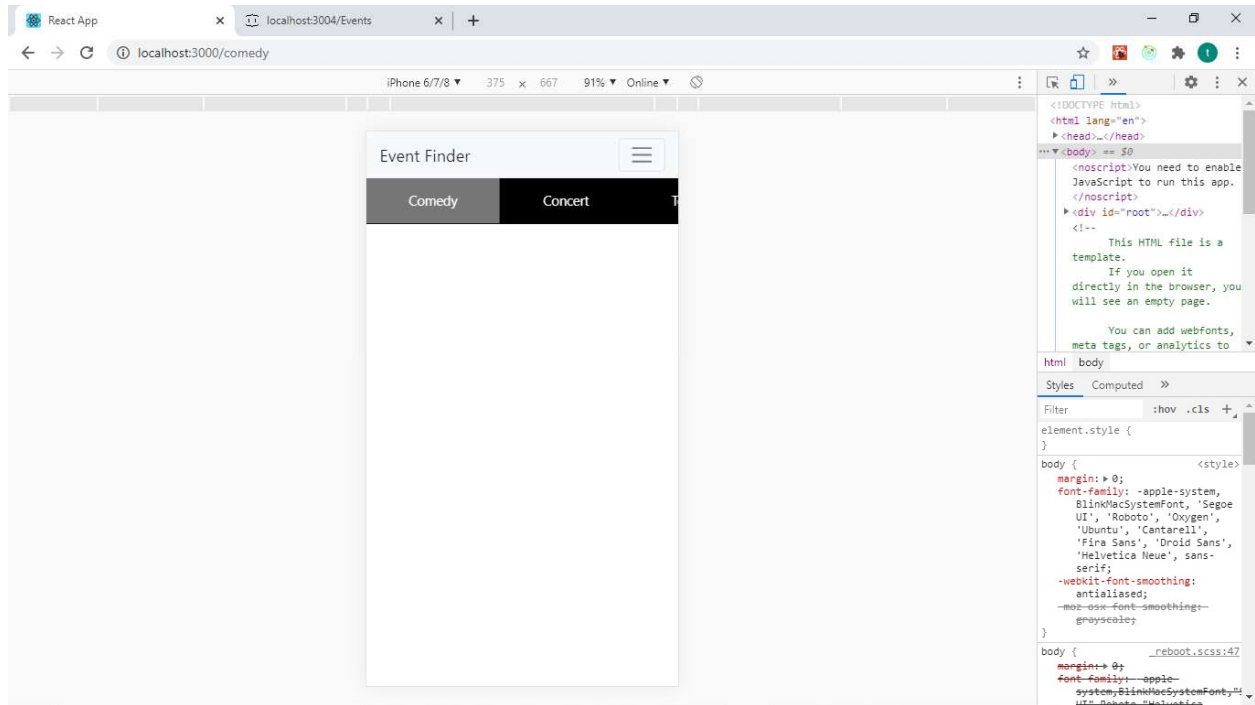 React App
localhost:3004/Events
localhost:3000/comedy
t
iPhone 6/7/8 ▼ 375 x 667 91% ▼ Online ▼
Event Finder
Comedy Concert
<!DOCTYPE html>
<html lang="en">
<head>…</head>
<body> == $0
<noscript>You need to enable
JavaScript to run this app.
</noscript>
<div id="root">…</div>
<!--
This HTML file is a
template.
If you open it
directly in the browser, you
will see an empty page.
You can add webfonts,
meta tags, or analytics to
html body
Styles Computed »
Filter :hov .cls +
element.style {
}
body { <style>
margin: 0;
font-family: -apple-system,
BlinkMacSystemFont, 'Segoe
UI', 'Roboto', 'Oxygen',
'Ubuntu', 'Cantarell',
'Fira Sans', 'Droid Sans',
'Helvetica Neue', sans-
serif;
-webkit-font-smoothing:
antialiased;
-moz-osx-font-smoothing:
grayscale;
}
body { _reboot.scss:47
margin: 0;
font-family: -apple-
system,BlinkMacSystemFont,"S